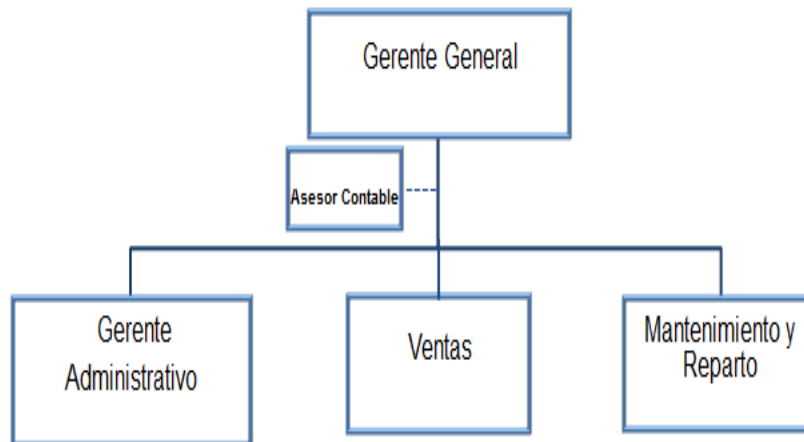 Gerente General
Asesor Contable
Gerente
Administrativo
Ventas
Mantenimiento y
Reparto